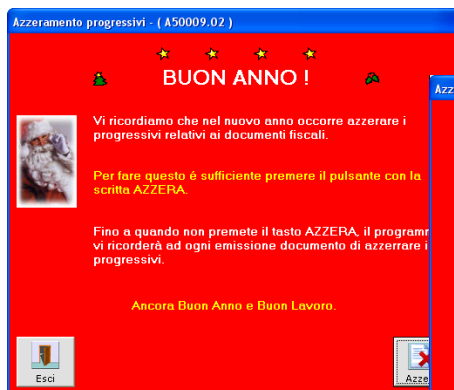 Azzeramento progressivi - ( A50009.02 )
BUON ANNO !
Azz
Vi ricordiamo che nel nuovo anno occorre azzerare i
progressivi relativi ai documenti fiscali.
Per fare questo é sufficiente premere il pulsante con la
scritta AZZERA.
Fino a quando non premete il tasto AZZERA, il programm
vi ricorderà ad ogni emissione documento di azzerrare i
progressivi.
Ancora Buon Anno e Buon Lavoro.
Esci
Azze